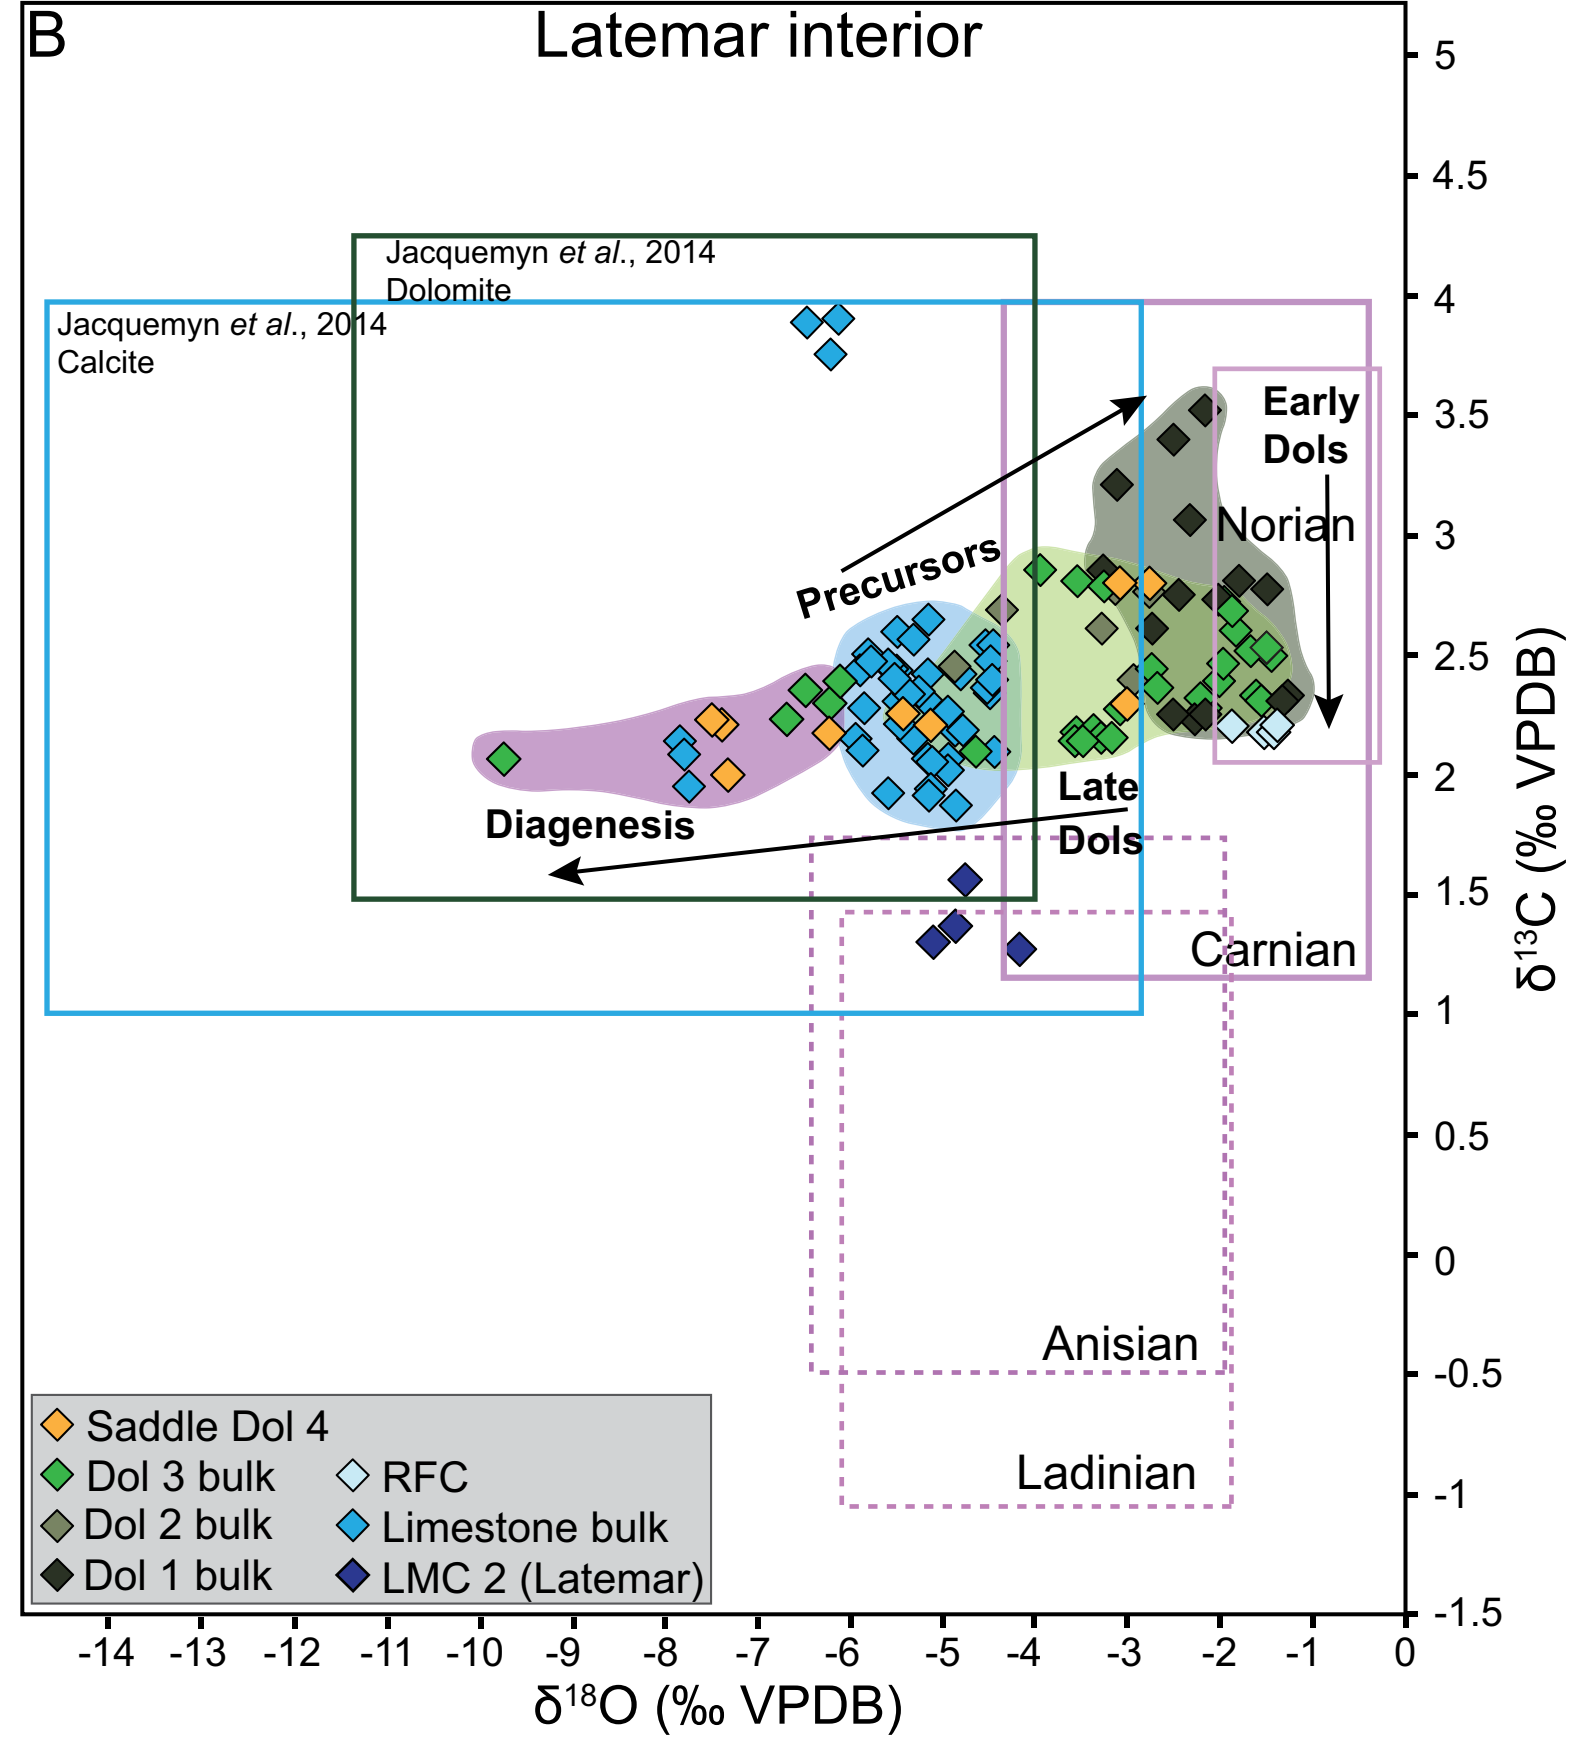 B
Latemar interior
Jacquemyn et al., 2014
Dolomite
Jacquemyn et al., 2014
Calcite
Early
Dols
Norian
Precursors
Late
Dols
Diagenesis
Carnian
Anisian
Ladinian
Saddle Dol 4
Dol 3 bulk
RFC
Dol 2 bulk
Limestone bulk
Dol 1 bulk
LMC 2 (Latemar)
5
4.5
4
3.5
3
2.5
2
1.5
1
0.5
0
-0.5
-1
-1.5
δ¹³C (‰ VPDB)
-14 -13 -12 -11 -10 -9 -8 -7 -6 -5 -4 -3 -2 -1 0
δ¹⁸O (‰ VPDB)